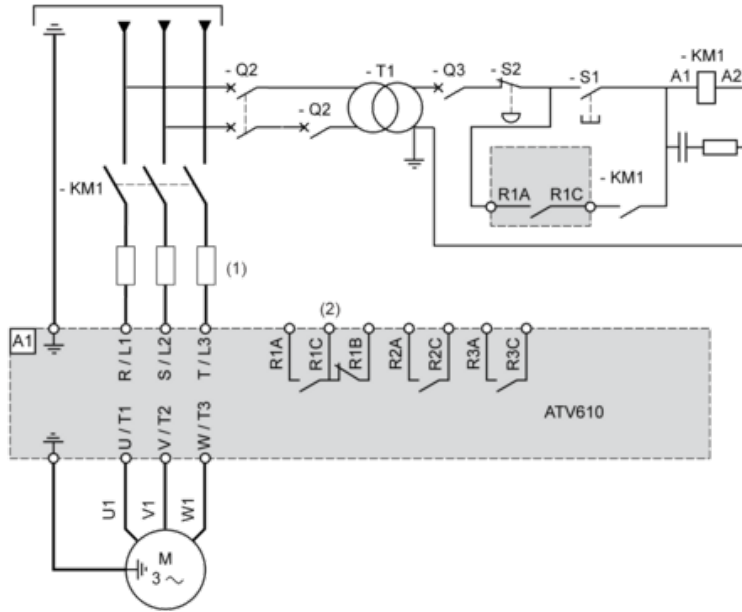 - Q2
- T1
- Q3
- S2
- S1
- KM1
A1
A2
- Q2
- KM1
R1A
R1C
- KM1
(1)
(2)
A1
R / L1
S / L2
T / L3
R1A
R1C
R1B
R2A
R2C
R3A
R3C
ATV610
U / T1
V / T2
W / T3
U1
V1
W1
M
3 ~